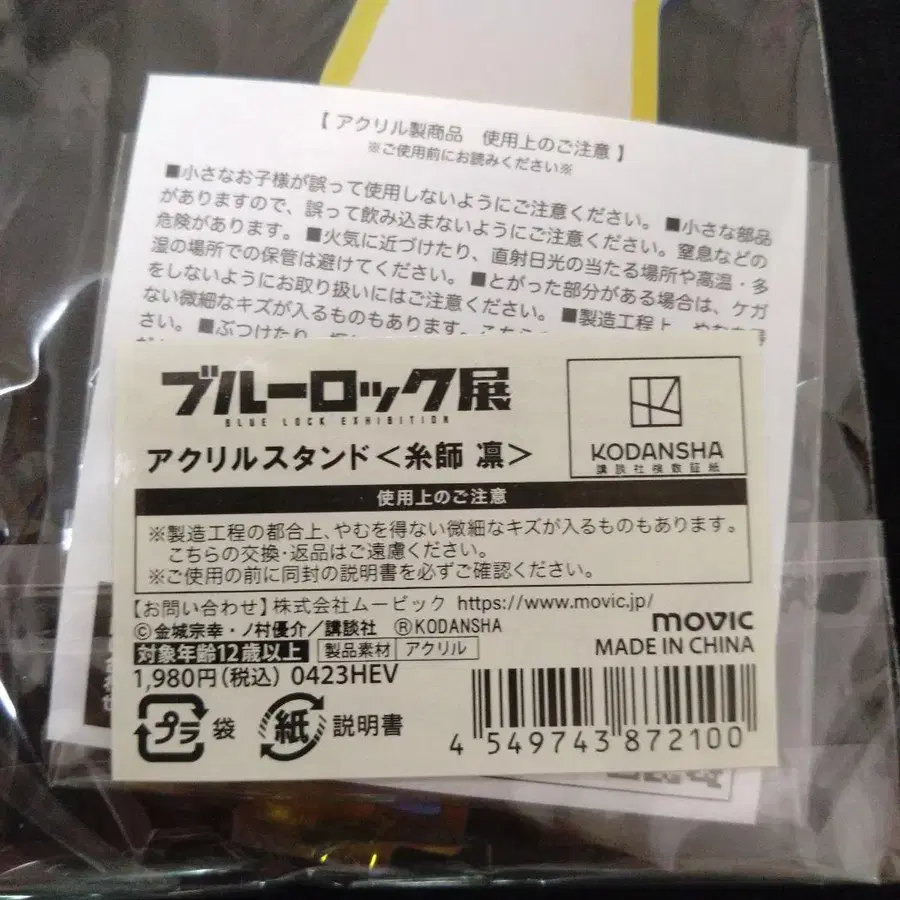 【 アクリル製商品 使用上のご注意 】
※ご使用前にお読みください※
■小さなお子様が誤って使用しないようにご注意ください。 ■小さな部品
がありますので、誤って飲み込まないようにご注意ください。窒息などの
危険があります。 ■火気に近づけたり、直射日光の当たる場所や高温・多
湿の場所での保管は避けてください。 ■とがった部分がある場合は、ケガ
をしないようにお取り扱いにはご注意ください。 ■製造工程上、
ない微細なキズが入るものもあります。
さい。 ■ぶつけたり、
ブルーロック展
BLUE LOCK EXHIBITION
アクリルスタンド<糸師 凛>
KODANSHA
講談社検数証紙
使用上のご注意
※製造工程の都合上、やむを得ない微細なキズが入るものもあります。
こちらの交換・返品はご遠慮ください。
※ご使用の前に同封の説明書を必ずご確認ください。
【お問い合わせ】株式会社ムービック https://www.movic.jp/
©金城宗幸・ノ村優介/講談社 ®KODANSHA
movic
対象年齢12歳以上 製品素材 アクリル
MADE IN CHINA
1,980円(税込) 0423HEV
プラ 袋 紙 説明書
4 549743 872100